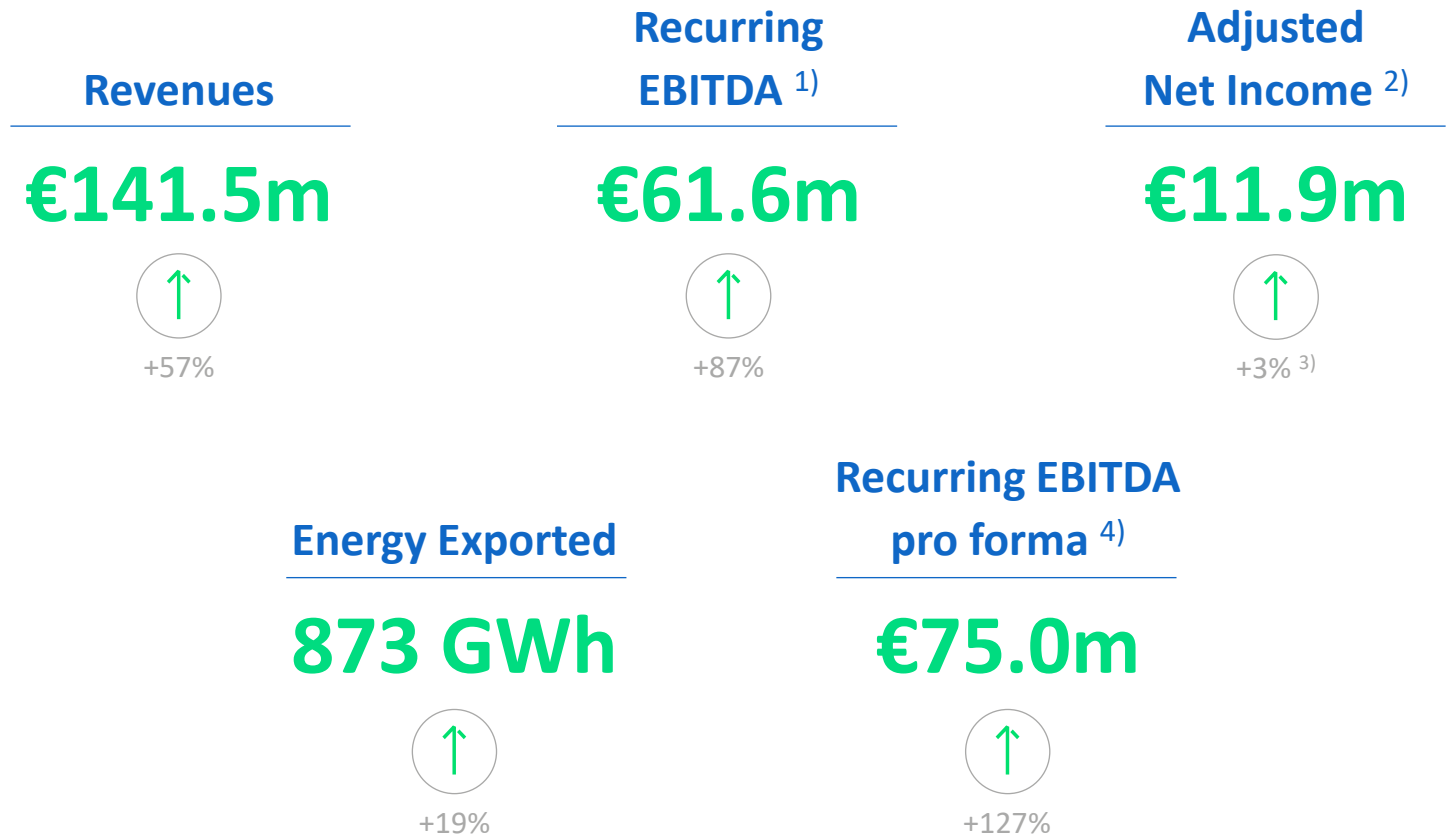 Revenues
€141.5m
+57%
Recurring
EBITDA 1)
€61.6m
+87%
Adjusted
Net Income 2)
€11.9m
+3% 3)
Energy Exported
873 GWh
+19%
Recurring EBITDA
pro forma 4)
€75.0m
+127%